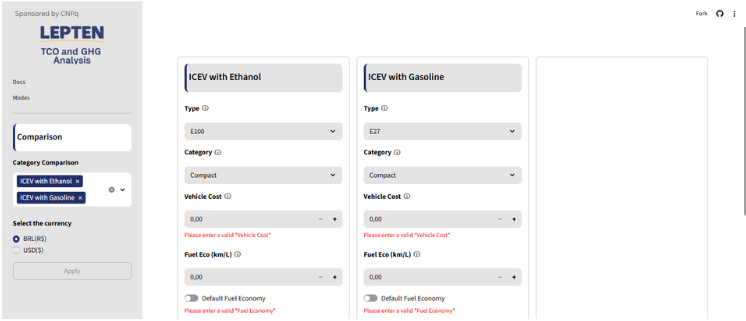 Sponsored by CNPq
LEPTEN
TCO and GHG
Analysis
Docs
Modes
Comparison
Category Comparison
ICEV with Ethanol ×
ICEV with Gasoline ×
Select the currency
BRL(R$)
USD($)
Apply
Fork
ICEV with Ethanol
Type
E100
Category
Compact
Vehicle Cost
0,00
Please enter a valid "Vehicle Cost"
Fuel Eco (km/L)
0,00
Default Fuel Economy
Please enter a valid "Fuel Economy"
ICEV with Gasoline
Type
E27
Category
Compact
Vehicle Cost
0,00
Please enter a valid "Vehicle Cost"
Fuel Eco (km/L)
0,00
Default Fuel Economy
Please enter a valid "Fuel Economy"